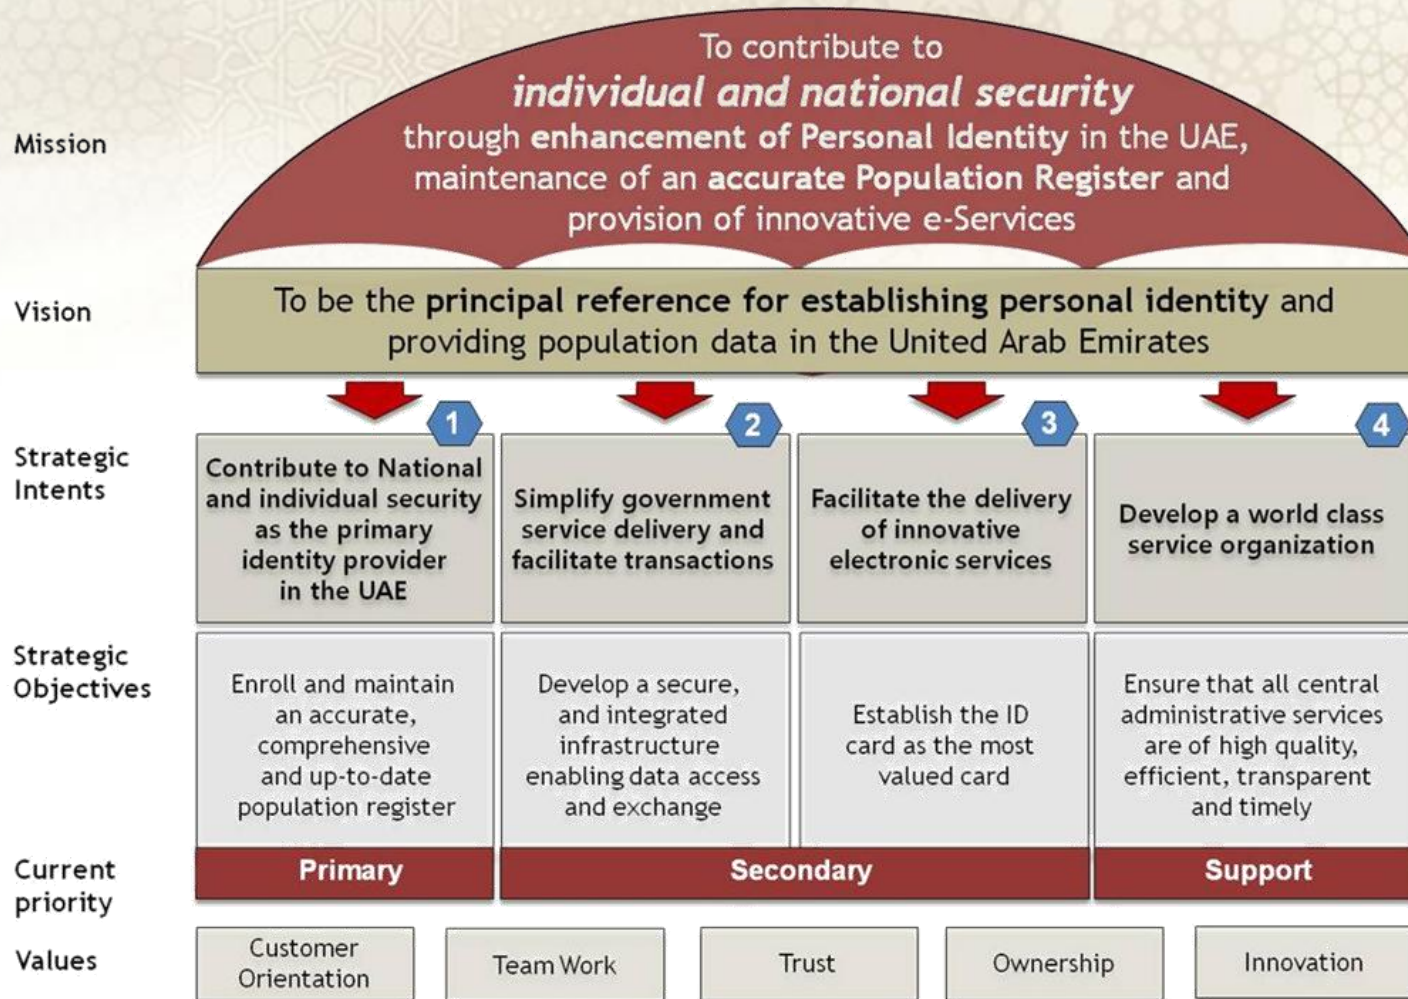 Mission
To contribute to
individual and national security
through enhancement of Personal Identity in the UAE,
maintenance of an accurate Population Register and
provision of innovative e-Services
Vision
To be the principal reference for establishing personal identity and
providing population data in the United Arab Emirates
Strategic
Intents
1
Contribute to National
and individual security
as the primary
identity provider
in the UAE
2
Simplify government
service delivery and
facilitate transactions
3
Facilitate the delivery
of innovative
electronic services
4
Develop a world class
service organization
Strategic
Objectives
Enroll and maintain
an accurate,
comprehensive
and up-to-date
population register
Develop a secure,
and integrated
infrastructure
enabling data access
and exchange
Establish the ID
card as the most
valued card
Ensure that all central
administrative services
are of high quality,
efficient, transparent
and timely
Current
priority
Primary
Secondary
Support
Values
Customer
Orientation
Team Work
Trust
Ownership
Innovation